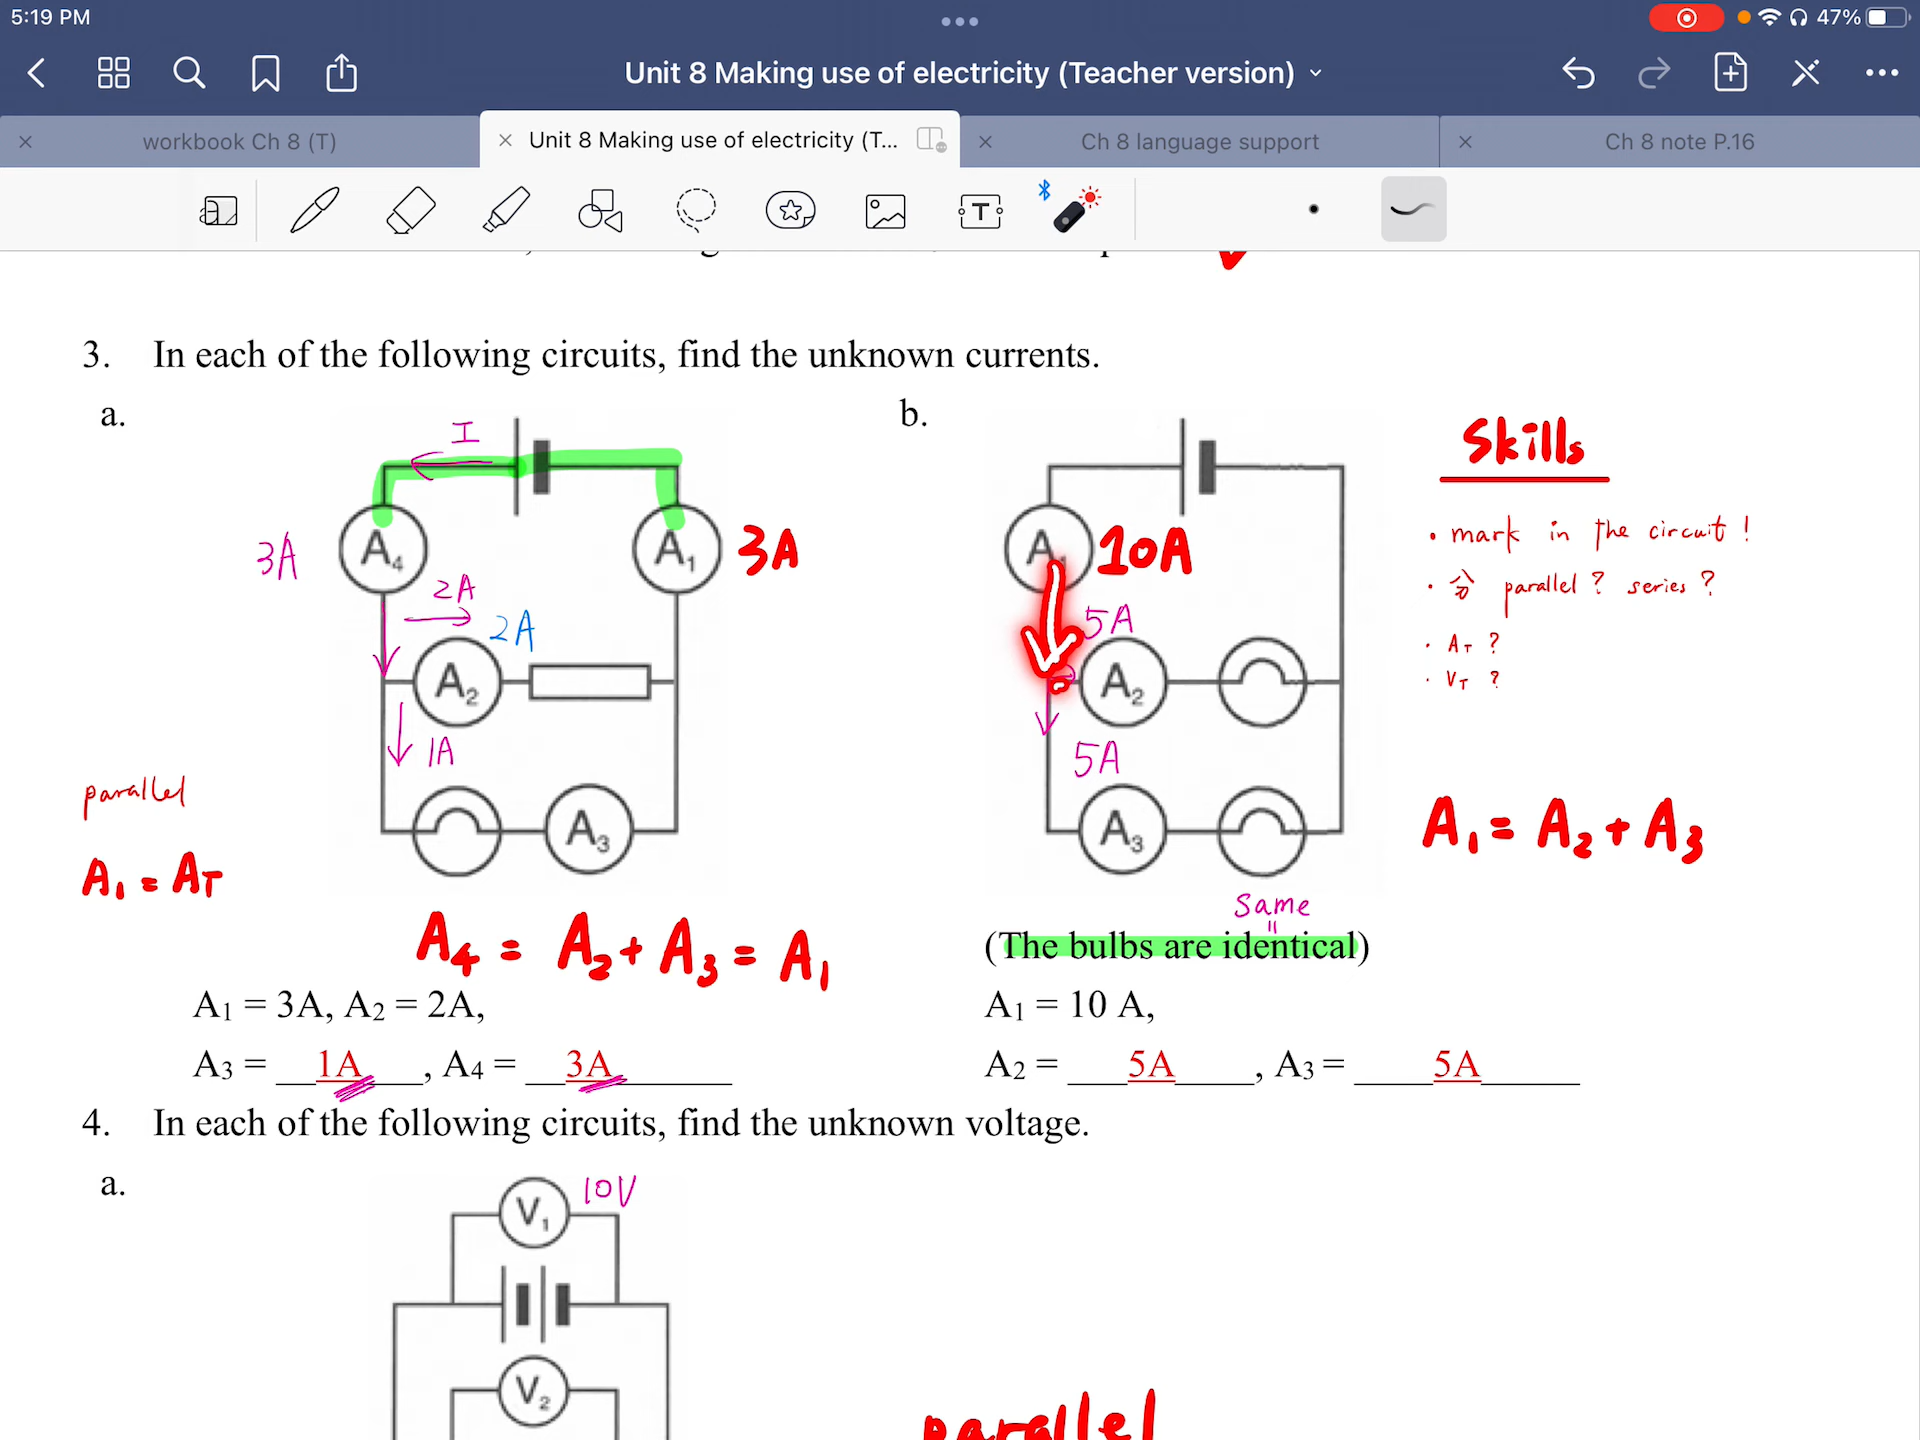 5:19 PM
47%
Unit 8 Making use of electricity (Teacher version)
workbook Ch 8 (T)
Unit 8 Making use of electricity (T...
Ch 8 language support
Ch 8 note P.16
3. In each of the following circuits, find the unknown currents.
a.
I
A4
3A
A1
3A
2A
2A
A2
1A
A3
parallel
A1 = AT
A4 = A2 + A3 = A1
A1 = 3A, A2 = 2A,
A3 = 1A, A4 = 3A
b.
A
10A
5A
A2
5A
A3
Same
"
(The bulbs are identical)
A1 = 10 A,
A2 = 5A, A3 = 5A
Skills
• mark in the circuit!
• 分 parallel? series?
• AT ?
• VT ?
A1 = A2 + A3
4. In each of the following circuits, find the unknown voltage.
a.
V1
10V
V2
parallel